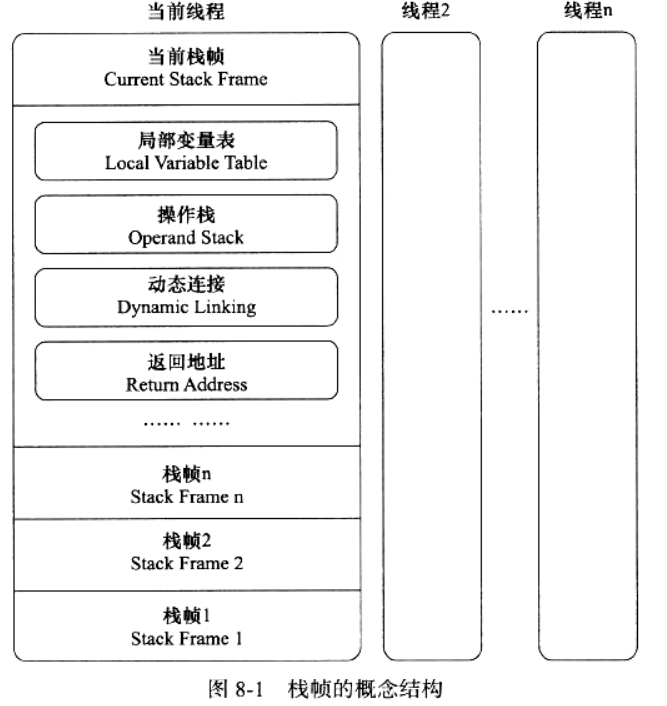 当前线程
线程2
线程n
当前栈帧
Current Stack Frame
局部变量表
Local Variable Table
操作栈
Operand Stack
动态连接
Dynamic Linking
返回地址
Return Address
…… ……
栈帧n
Stack Frame n
栈帧2
Stack Frame 2
栈帧1
Stack Frame 1
……
图 8-1 栈帧的概念结构